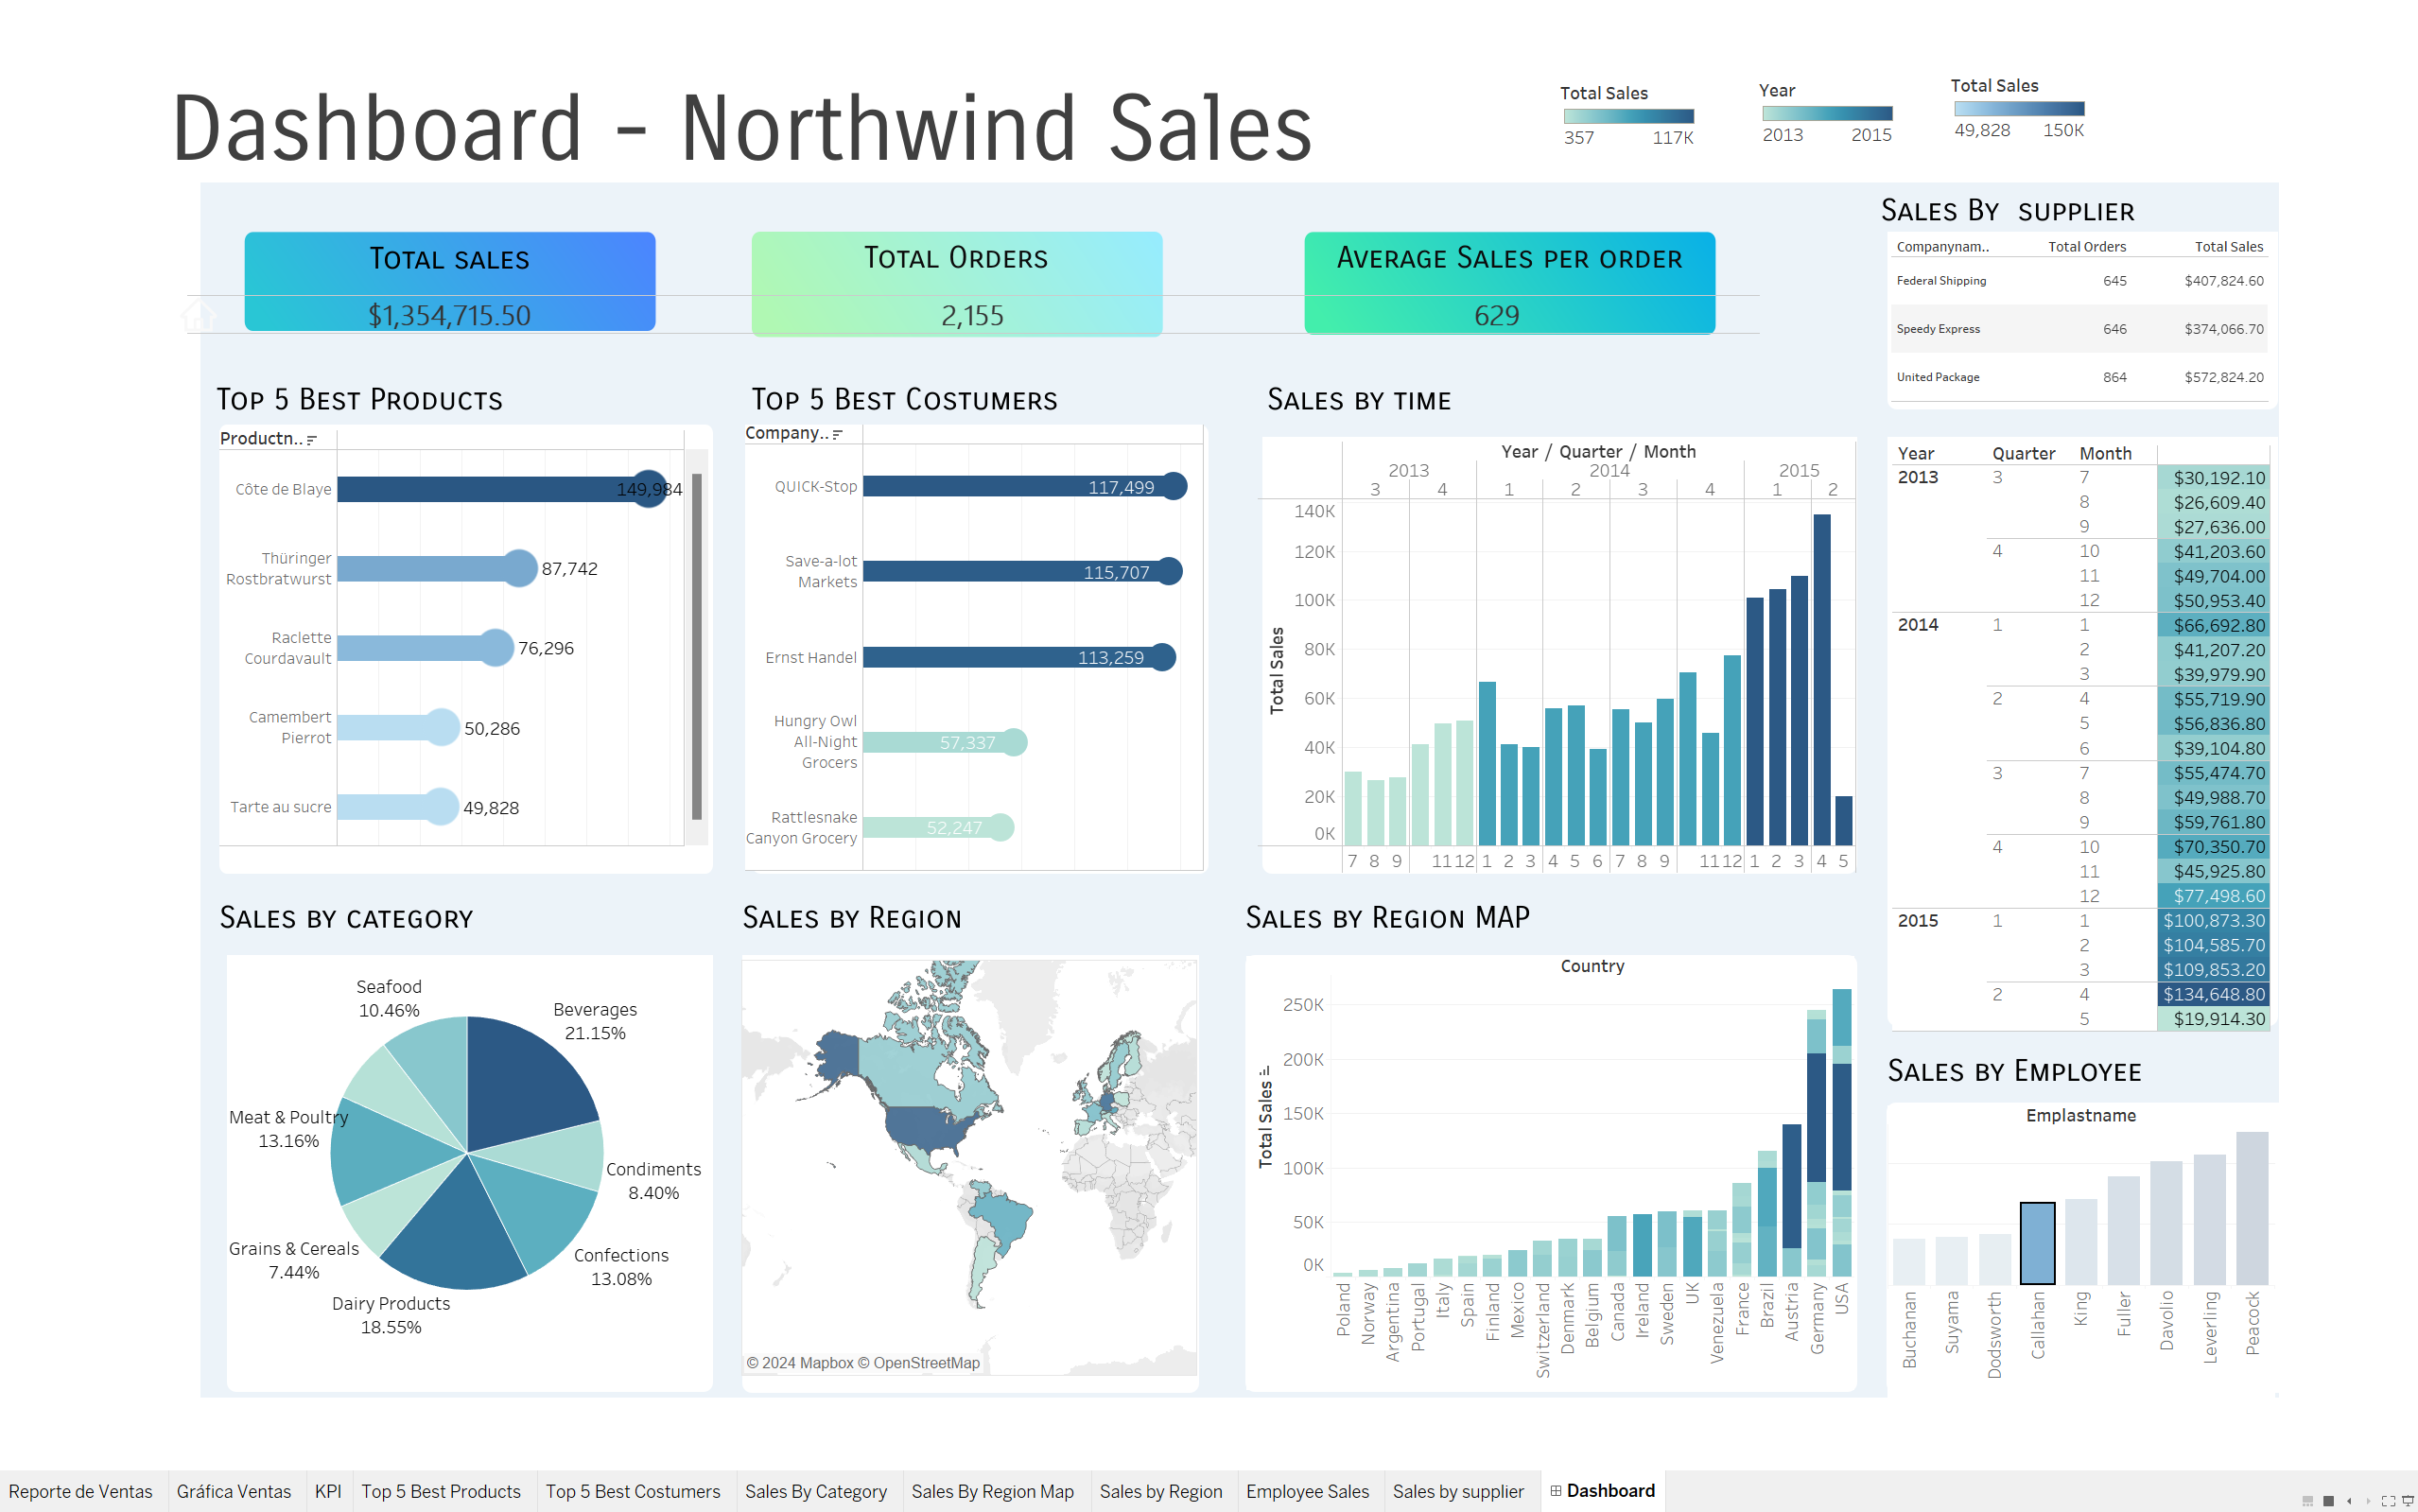 Dashboard - Northwind Sales
Total Sales
357 117K
Year
2013 2015
Total Sales
49,828 150K
Total sales
$1,354,715.50
Total Orders
2,155
Average Sales per order
629
Sales By supplier
Companynam.. Total Orders Total Sales
Federal Shipping 645 $407,824.60
Speedy Express 646 $374,066.70
United Package 864 $572,824.20
Top 5 Best Products
Productn..
Côte de Blaye 149,984
Thüringer
Rostbratwurst 87,742
Raclette
Courdavault 76,296
Camembert
Pierrot 50,286
Tarte au sucre 49,828
Top 5 Best Costumers
Company..
QUICK-Stop 117,499
Save-a-lot
Markets 115,707
Ernst Handel 113,259
Hungry Owl
All-Night
Grocers 57,337
Rattlesnake
Canyon Grocery 52,247
Sales by time
Year / Quarter / Month
2013 2014 2015
3 4 1 2 3 4 1 2
Total Sales
140K
120K
100K
80K
60K
40K
20K
0K
7 8 9 11 12 1 2 3 4 5 6 7 8 9 11 12 1 2 3 4 5
Year Quarter Month
2013 3 7 $30,192.10
8 $26,609.40
9 $27,636.00
4 10 $41,203.60
11 $49,704.00
12 $50,953.40
2014 1 1 $66,692.80
2 $41,207.20
3 $39,979.90
2 4 $55,719.90
5 $56,836.80
6 $39,104.80
3 7 $55,474.70
8 $49,988.70
9 $59,761.80
4 10 $70,350.70
11 $45,925.80
12 $77,498.60
2015 1 1 $100,873.30
2 $104,585.70
3 $109,853.20
2 4 $134,648.80
5 $19,914.30
Sales by category
Seafood
10.46%
Beverages
21.15%
Meat & Poultry
13.16%
Condiments
8.40%
Grains & Cereals
7.44%
Confections
13.08%
Dairy Products
18.55%
Sales by Region
© 2024 Mapbox © OpenStreetMap
Sales by Region MAP
Country
Total Sales
250K
200K
150K
100K
50K
0K
Poland
Norway
Argentina
Portugal
Italy
Spain
Finland
Mexico
Switzerland
Denmark
Belgium
Canada
Ireland
Sweden
UK
Venezuela
France
Brazil
Austria
Germany
USA
Sales by Employee
Emplastname
Buchanan
Suyama
Dodsworth
Callahan
King
Fuller
Davolio
Leverling
Peacock
Reporte de Ventas Gráfica Ventas KPI Top 5 Best Products Top 5 Best Costumers Sales By Category Sales By Region Map Sales by Region Employee Sales Sales by supplier Dashboard